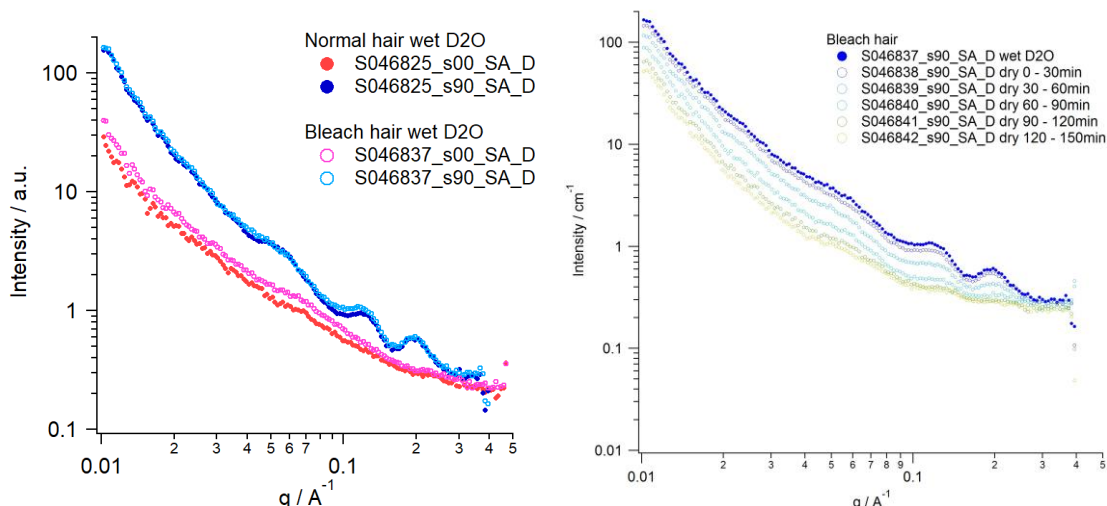 Normal hair wet D2O
S046825_s00_SA_D
S046825_s90_SA_D
Bleach hair wet D2O
S046837_s00_SA_D
S046837_s90_SA_D
Intensity / a.u.
100
10
1
0.1
0.01
2
3
4
5
6
7
0.1
2
3
4
5
q / A-1
Bleach hair
S046837_s90_SA_D wet D2O
S046838_s90_SA_D dry 0 - 30min
S046839_s90_SA_D dry 30 - 60min
S046840_s90_SA_D dry 60 - 90min
S046841_s90_SA_D dry 90 - 120min
S046842_s90_SA_D dry 120 - 150min
Intensity / cm-1
100
10
1
0.1
0.01
0.01
2
3
4
5
6
7
8
9
0.1
2
3
4
5
q / A-1